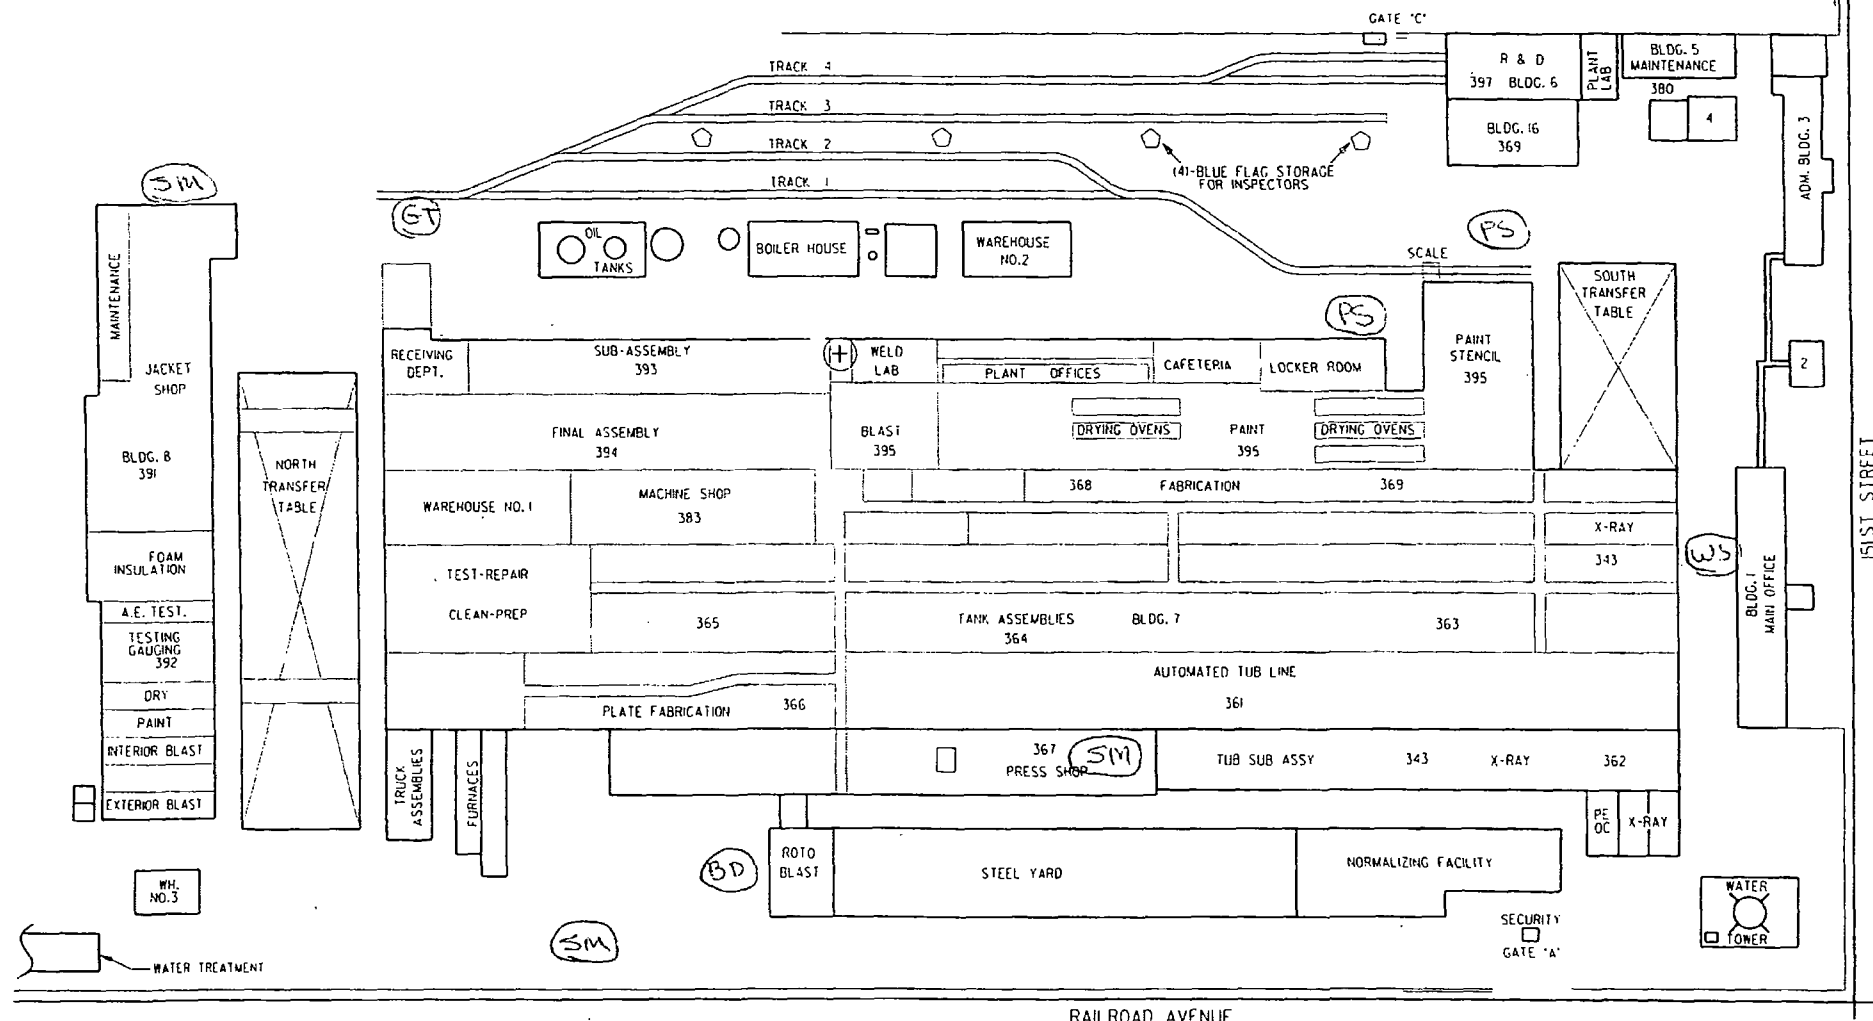 GATE "C"
TRACK 4
TRACK 3
TRACK 2
TRACK 1
(4)-BLUE FLAG STORAGE
FOR INSPECTORS
R & D
397 BLDG. 6
PLANT
LAB
BLDG. 5
MAINTENANCE
380
4
BLDG. 16
369
ADM. BLDG. 3
SM
GT
PS
PS
MAINTENANCE
JACKET
SHOP
BLDG. 8
391
FOAM
INSULATION
A.E. TEST.
TESTING
GAUGING
392
DRY
PAINT
INTERIOR BLAST
EXTERIOR BLAST
WH.
NO.3
WATER TREATMENT
NORTH
TRANSFER
TABLE
OIL
TANKS
BOILER HOUSE
WAREHOUSE
NO.2
SCALE
SOUTH
TRANSFER
TABLE
RECEIVING
DEPT.
SUB-ASSEMBLY
393
WELD
LAB
PLANT OFFICES
CAFETERIA
LOCKER ROOM
PAINT
STENCIL
395
2
FINAL ASSEMBLY
394
BLAST
395
DRYING OVENS
PAINT
395
DRYING OVENS
WAREHOUSE NO.1
MACHINE SHOP
383
368 FABRICATION 369
X-RAY
343
WS
BLDG. 1
MAIN OFFICE
151ST STREET
TEST-REPAIR
CLEAN-PREP
365
TANK ASSEMBLIES BLDG. 7
364
363
AUTOMATED TUB LINE
361
PLATE FABRICATION 366
TRUCK
ASSEMBLIES
FURNACES
367
PRESS SHOP
SM
TUB SUB ASSY 343 X-RAY 362
X-RAY
BD
ROTO
BLAST
STEEL YARD
NORMALIZING FACILITY
SM
SECURITY
GATE "A"
WATER
TOWER
RAILROAD AVENUE